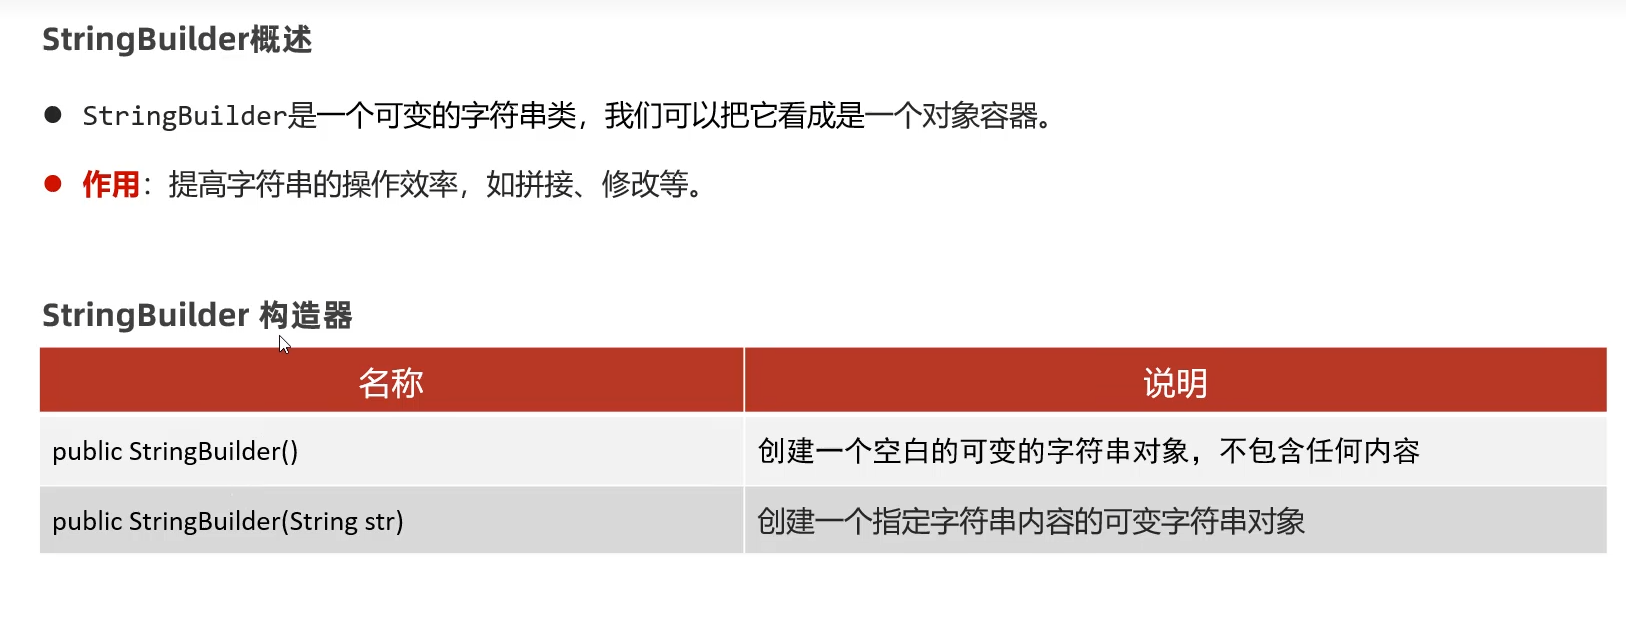 StringBuilder概述
● StringBuilder是一个可变的字符串类，我们可以把它看成是一个对象容器。
● 作用：提高字符串的操作效率，如拼接、修改等。
StringBuilder 构造器
名称 说明
public StringBuilder() 创建一个空白的可变的字符串对象，不包含任何内容
public StringBuilder(String str) 创建一个指定字符串内容的可变字符串对象